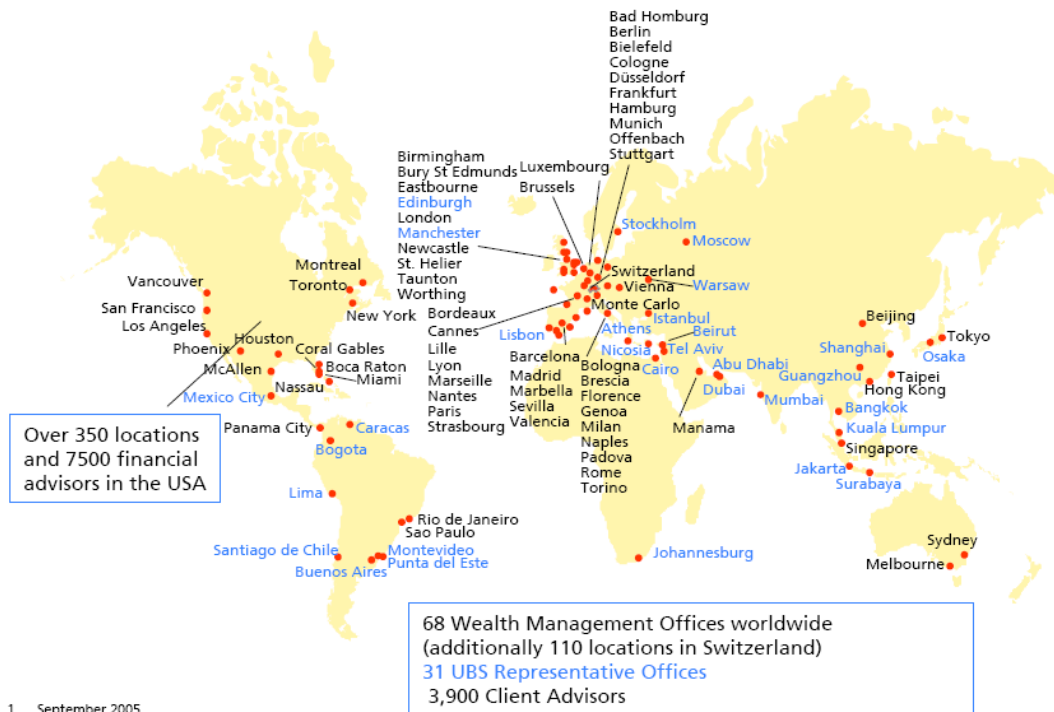 Bad Homburg
Berlin
Bielefeld
Cologne
Düsseldorf
Frankfurt
Hamburg
Munich
Offenbach
Stuttgart
Luxembourg
Brussels
Birmingham
Bury St Edmunds
Eastbourne
Edinburgh
London
Manchester
Newcastle
St. Helier
Taunton
Worthing
Stockholm
Moscow
Switzerland
Vienna
Warsaw
Monte Carlo
Montreal
Toronto
New York
Vancouver
San Francisco
Los Angeles
Phoenix
Houston
McAllen
Coral Gables
Boca Raton
Miami
Nassau
Mexico City
Bordeaux
Cannes
Lille
Lyon
Marseille
Nantes
Paris
Strasbourg
Lisbon
Barcelona
Madrid
Marbella
Sevilla
Valencia
Bologna
Brescia
Florence
Genoa
Milan
Naples
Padova
Rome
Torino
Istanbul
Athens
Beirut
Nicosia
Tel Aviv
Cairo
Abu Dhabi
Dubai
Manama
Mumbai
Beijing
Tokyo
Osaka
Shanghai
Guangzhou
Taipei
Hong Kong
Bangkok
Kuala Lumpur
Singapore
Jakarta
Surabaya
Over 350 locations
and 7500 financial
advisors in the USA
Panama City
Caracas
Bogota
Lima
Rio de Janeiro
Sao Paulo
Santiago de Chile
Montevideo
Punta del Este
Buenos Aires
Johannesburg
Sydney
Melbourne
68 Wealth Management Offices worldwide
(additionally 110 locations in Switzerland)
31 UBS Representative Offices
3,900 Client Advisors
1 September 2005